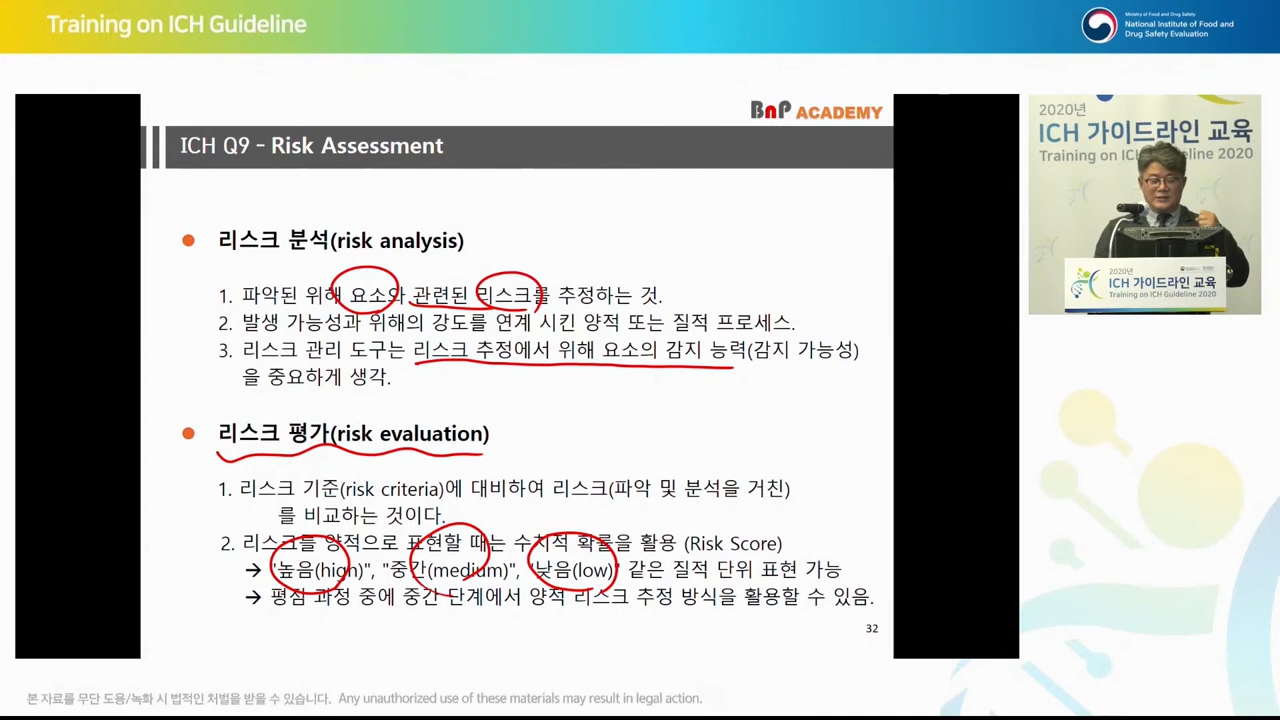 Training on ICH Guideline
Ministry of Food and Drug Safety
National Institute of Food and
Drug Safety Evaluation
BnP ACADEMY
ICH Q9 – Risk Assessment
리스크 분석(risk analysis)
1. 파악된 위해 요소와 관련된 리스크를 추정하는 것.
2. 발생 가능성과 위해의 강도를 연계 시킨 양적 또는 질적 프로세스.
3. 리스크 관리 도구는 리스크 추정에서 위해 요소의 감지 능력(감지 가능성)
을 중요하게 생각.
리스크 평가(risk evaluation)
1. 리스크 기준(risk criteria)에 대비하여 리스크(파악 및 분석을 거친)
를 비교하는 것이다.
2. 리스크를 양적으로 표현할 때는 수치적 확률을 활용 (Risk Score)
→ "높음(high)", "중간(medium)", "낮음(low)" 같은 질적 단위 표현 가능
→ 평점 과정 중에 중간 단계에서 양적 리스크 추정 방식을 활용할 수 있음.
32
2020년
ICH 가이드라인 교육
Training on ICH Guideline 2020
2020년
ICH 가이드라인 교육
Training on ICH Guideline 2020
본 자료를 무단 도용/녹화 시 법적인 처벌을 받을 수 있습니다. Any unauthorized use of these materials may result in legal action.